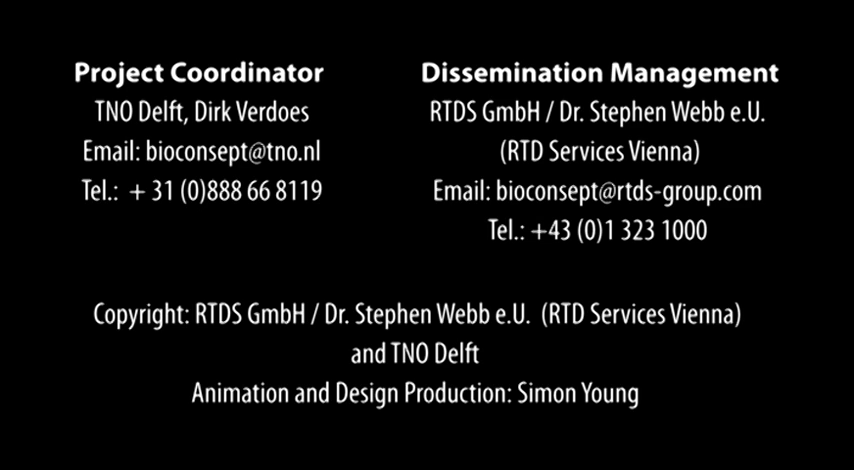 Project Coordinator
TNO Delft, Dirk Verdoes
Email: bioconsept@tno.nl
Tel.: + 31 (0)888 66 8119
Dissemination Management
RTDS GmbH / Dr. Stephen Webb e.U.
(RTD Services Vienna)
Email: bioconsept@rtds-group.com
Tel.: +43 (0)1 323 1000
Copyright: RTDS GmbH / Dr. Stephen Webb e.U. (RTD Services Vienna)
and TNO Delft
Animation and Design Production: Simon Young